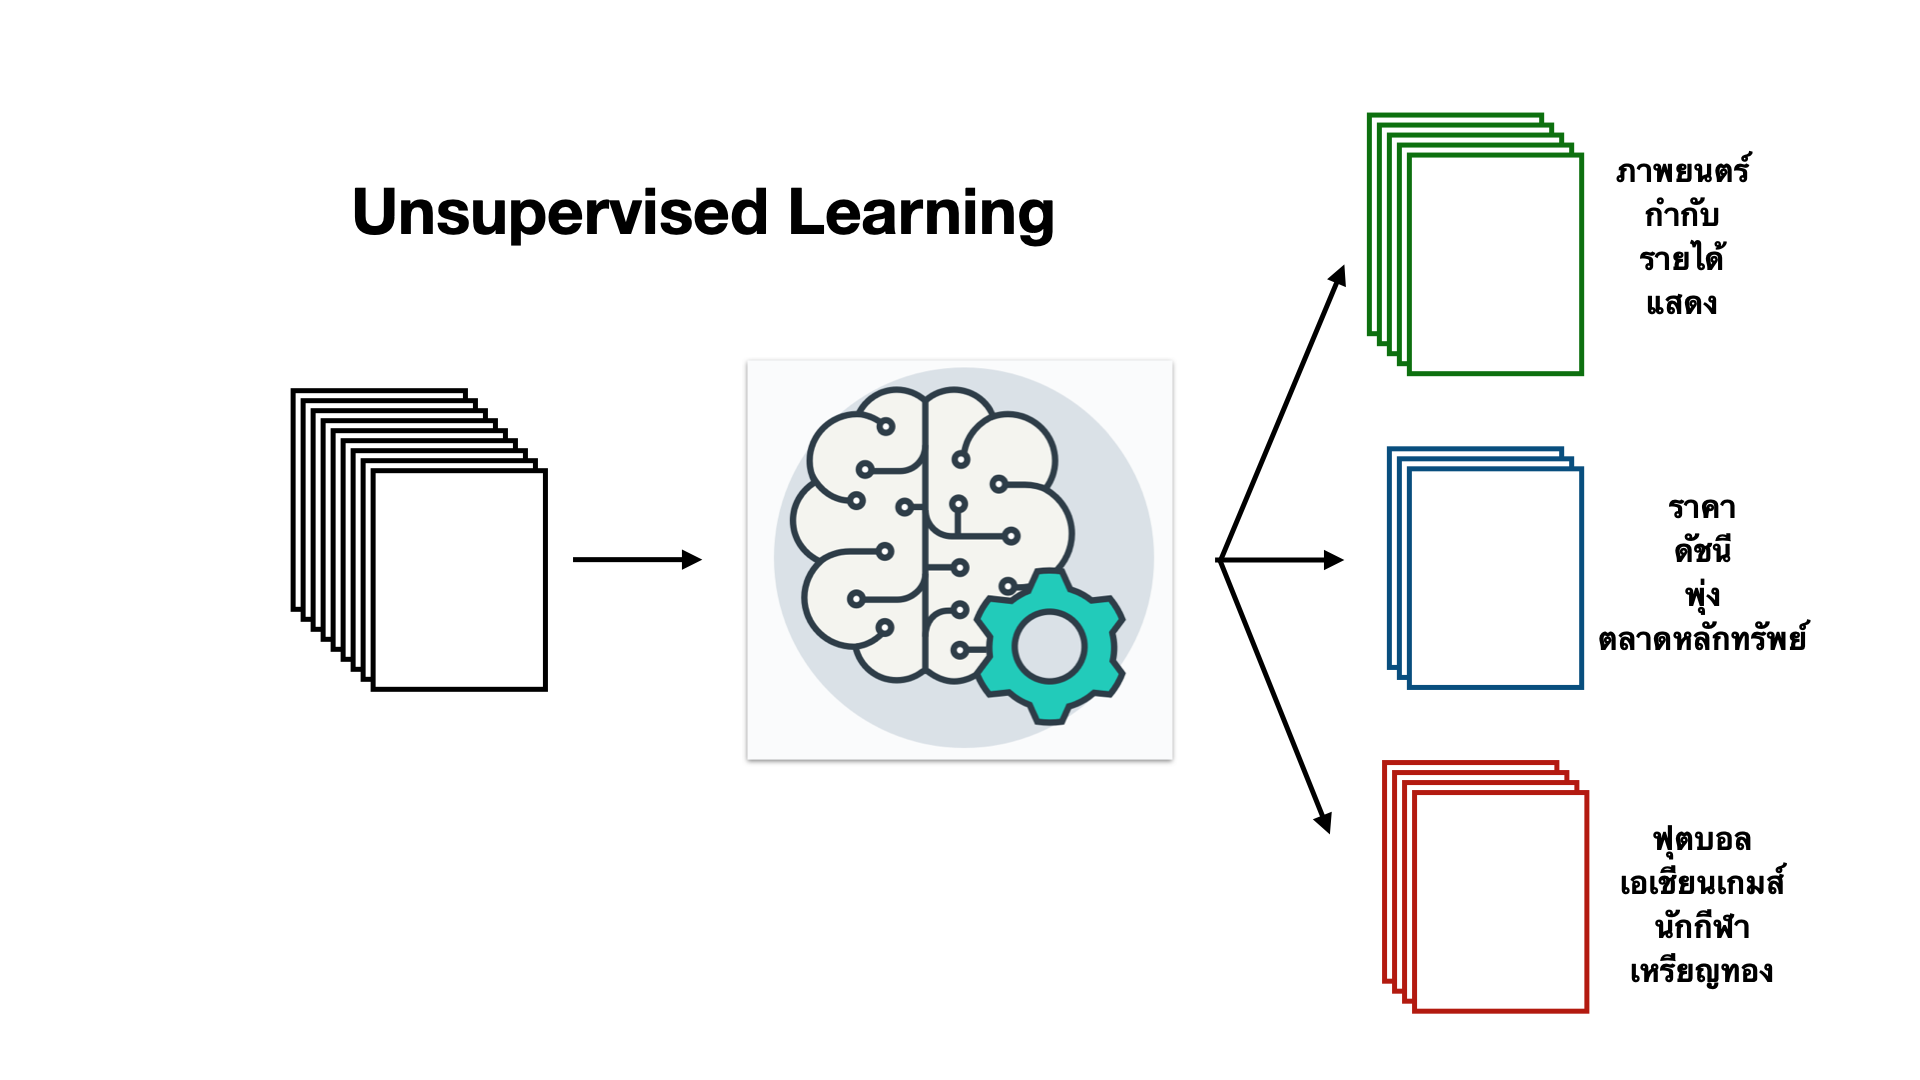 Unsupervised Learning
ภาพยนตร์
กำกับ
รายได้
แสดง
ราคา
ดัชนี
พุ่ง
ตลาดหลักทรัพย์
ฟุตบอล
เอเชียนเกมส์
นักกีฬา
เหรียญทอง